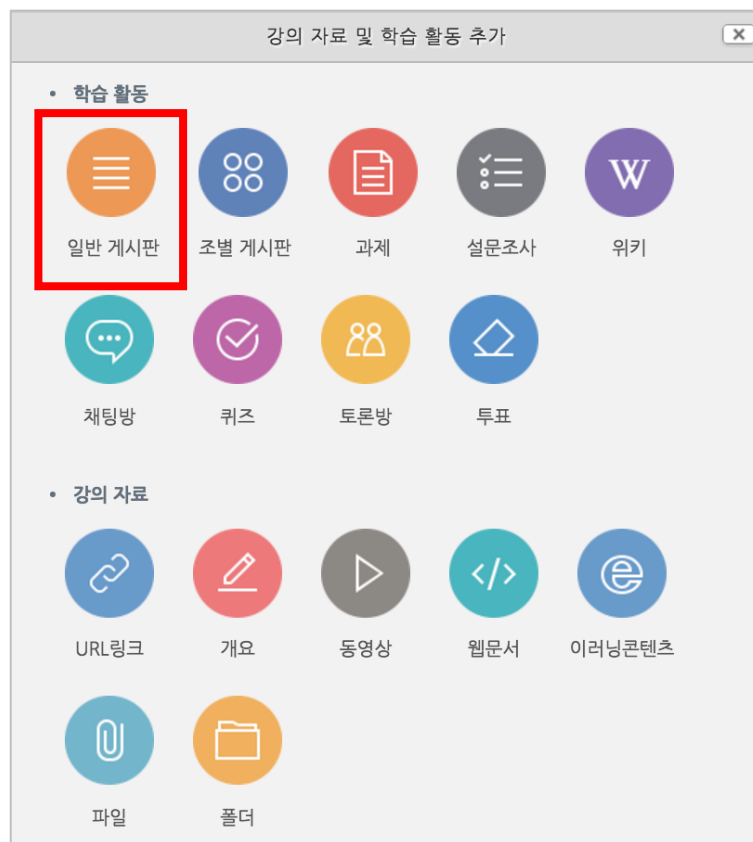 강의 자료 및 학습 활동 추가
• 학습 활동
일반 게시판 조별 게시판 과제 설문조사 위키
채팅방 퀴즈 토론방 투표
• 강의 자료
URL링크 개요 동영상 웹문서 이러닝콘텐츠
파일 폴더